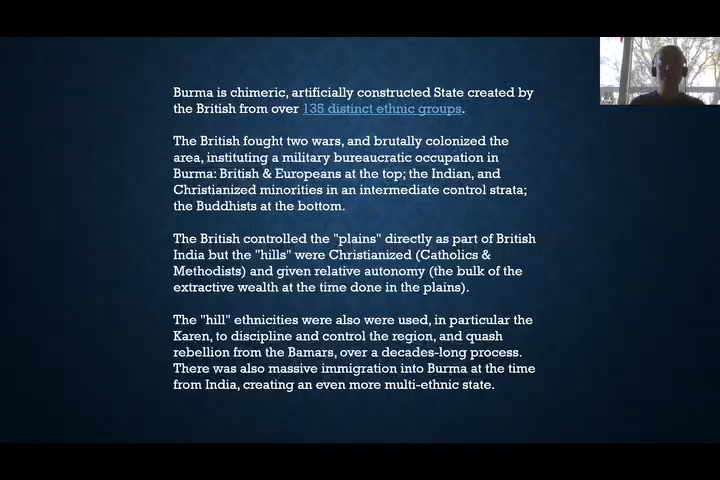 Burma is chimeric, artificially constructed State created by
the British from over 135 distinct ethnic groups.
The British fought two wars, and brutally colonized the
area, instituting a military bureaucratic occupation in
Burma: British & Europeans at the top; the Indian, and
Christianized minorities in an intermediate control strata;
the Buddhists at the bottom.
The British controlled the "plains" directly as part of British
India but the "hills" were Christianized (Catholics &
Methodists) and given relative autonomy (the bulk of the
extractive wealth at the time done in the plains).
The "hill" ethnicities were also were used, in particular the
Karen, to discipline and control the region, and quash
rebellion from the Bamars, over a decades-long process.
There was also massive immigration into Burma at the time
from India, creating an even more multi-ethnic state.